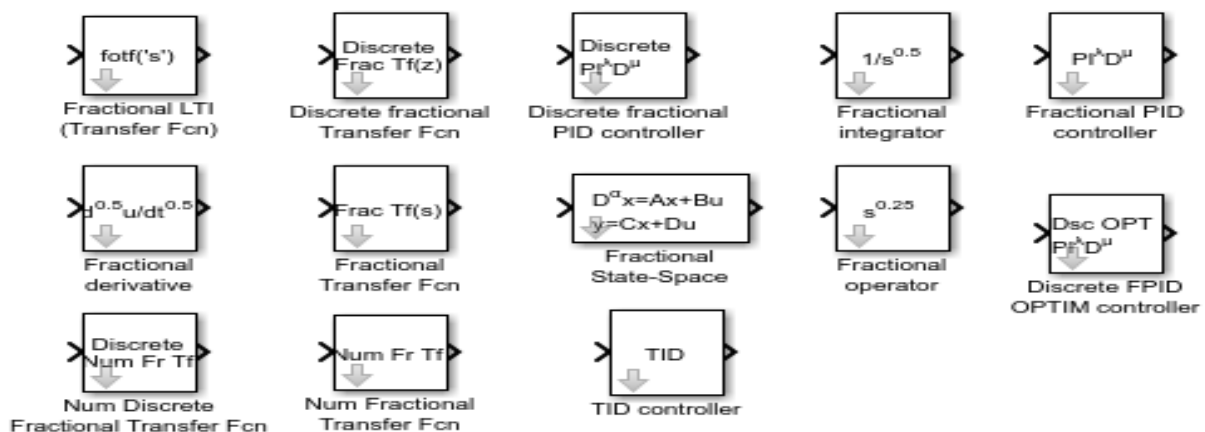 fotf('s')
Fractional LTI
(Transfer Fcn)
Discrete
Frac Tf(z)
Discrete fractional
Transfer Fcn
Discrete
PI^λD^μ
Discrete fractional
PID controller
1/s^0.5
Fractional
integrator
PI^λD^μ
Fractional PID
controller
d^0.5u/dt^0.5
Fractional
derivative
Frac Tf(s)
Fractional
Transfer Fcn
D^αx=Ax+Bu
y=Cx+Du
Fractional
State-Space
s^0.25
Fractional
operator
Dsc OPT
PI^λD^μ
Discrete FPID
OPTIM controller
Discrete
Num Fr Tf
Num Discrete
Fractional Transfer Fcn
Num Fr Tf
Num Fractional
Transfer Fcn
TID
TID controller